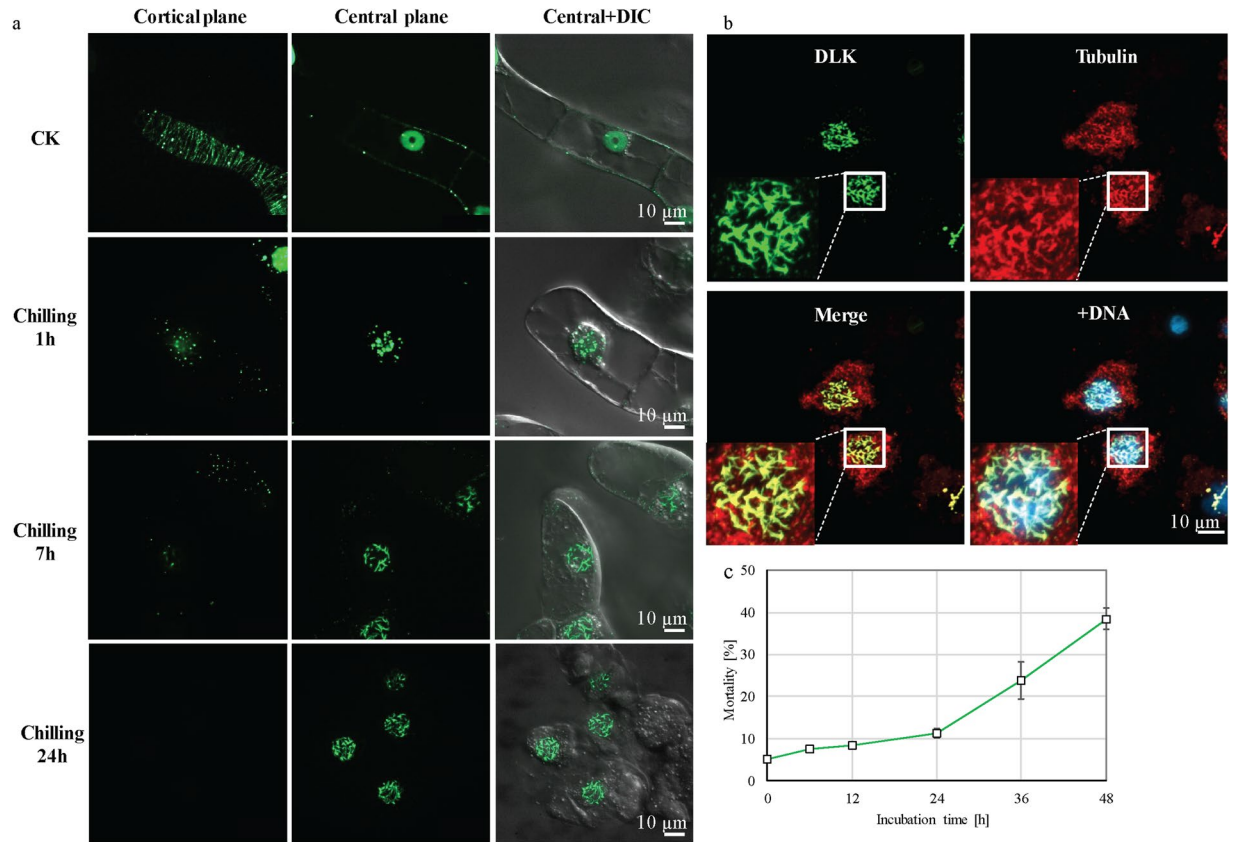 a
Cortical plane
Central plane
Central+DIC
CK
10 µm
Chilling
1h
10 µm
Chilling
7h
10 µm
Chilling
24h
10 µm
b
DLK
Tubulin
Merge
+DNA
10 µm
c
Mortality [%]
50
40
30
20
10
0
0 12 24 36 48
Incubation time [h]